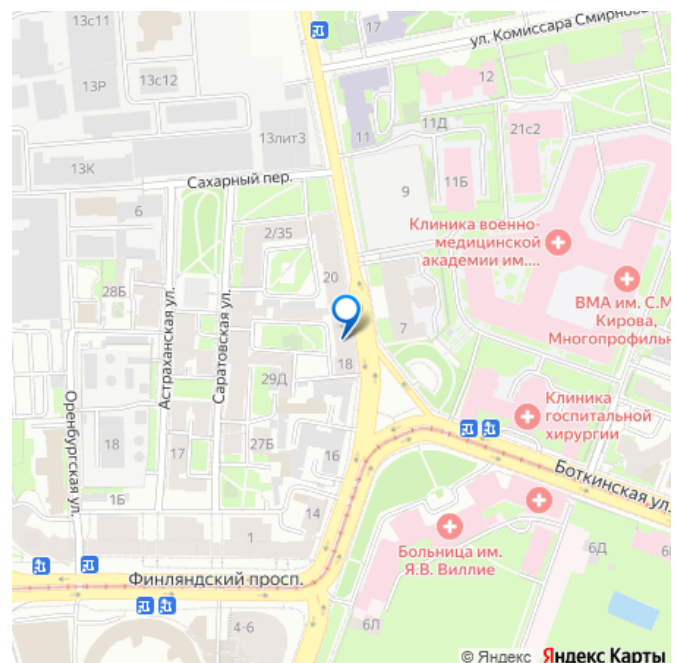 13с11
17
ул. Комиссара Смирнов
13Р
13с12
12
13лит3
11
11Д
21с2
13К
Сахарный пер.
9
11Б
6
2/35
Клиника военно-
медицинской
академии им....
20
28Б
ВМА им. С.М
Кирова,
Многопрофильн
Астраханская ул.
Саратовская ул.
7
18
29Д
Оренбургская ул.
Клиника
госпитальной
хирургии
18
17
27Б
16
Боткинская ул.
1Б
14
1
Больница им.
Я.В. Виллие
6Д
6
Финляндский просп.
4-6
6Л
© Яндекс Яндекс Карты